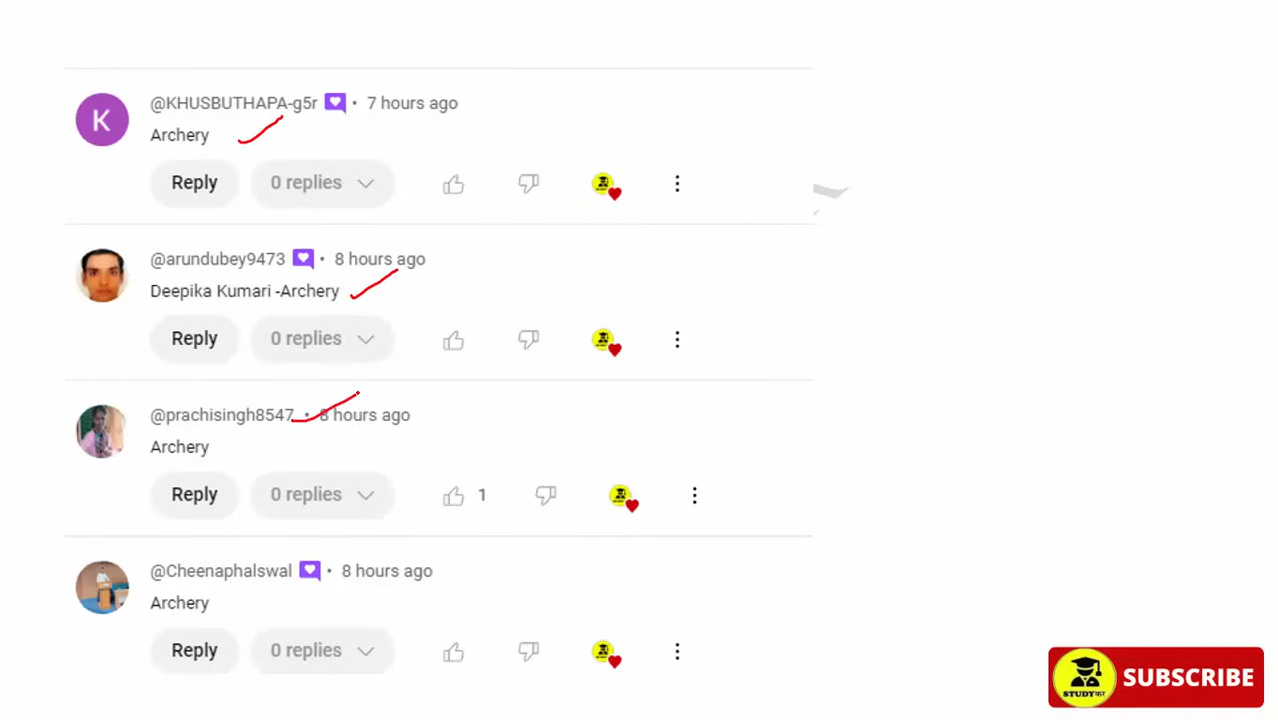 K
@KHUSBUTHAPA-g5r • 7 hours ago
Archery
Reply 0 replies
@arundubey9473 • 8 hours ago
Deepika Kumari -Archery
Reply 0 replies
@prachisingh8547 • 8 hours ago
Archery
Reply 0 replies 1
@Cheenaphalswal • 8 hours ago
Archery
Reply 0 replies
STUDYकर SUBSCRIBE